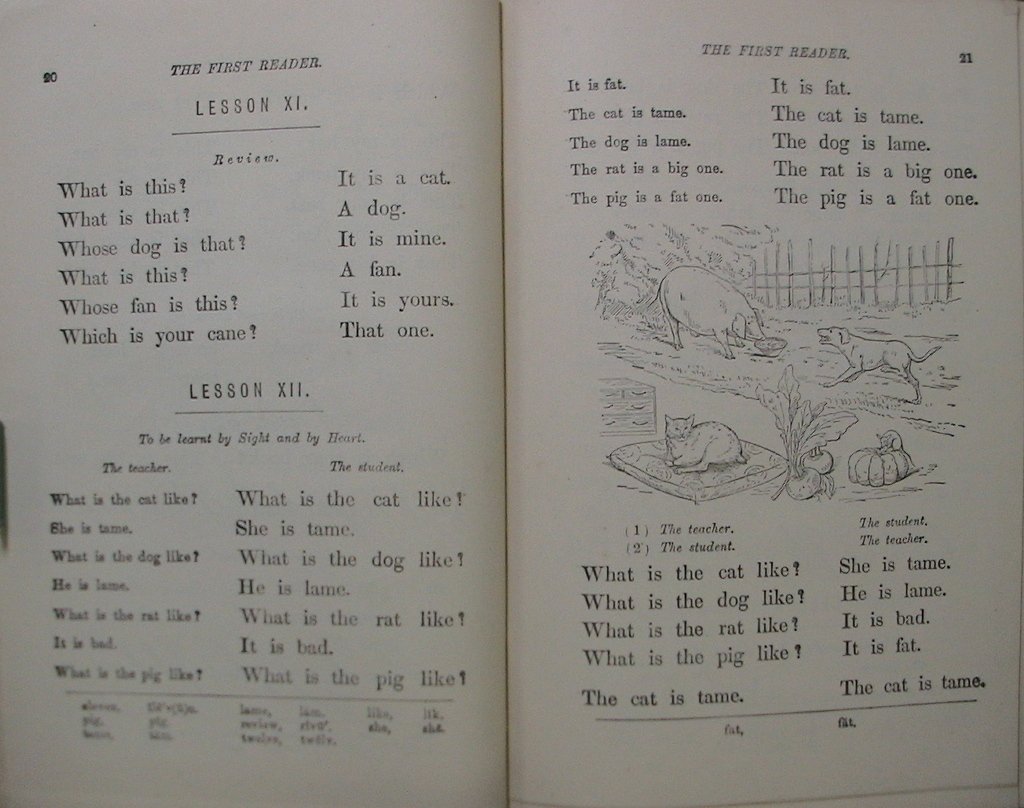 20
THE FIRST READER.
LESSON XI.
Review.
What is this? It is a cat.
What is that? A dog.
Whose dog is that? It is mine.
What is this? A fan.
Whose fan is this? It is yours.
Which is your cane? That one.
LESSON XII.
To be learnt by Sight and by Heart.
The teacher. The student.
What is the cat like? What is the cat like?
She is tame. She is tame.
What is the dog like? What is the dog like?
He is lame. He is lame.
What is the rat like? What is the rat like?
It is bad. It is bad.
What is the pig like? What is the pig like?
eleven, lame, like,
pig, pig. review, she,
twelve,
THE FIRST READER.
21
It is fat. It is fat.
The cat is tame. The cat is tame.
The dog is lame. The dog is lame.
The rat is a big one. The rat is a big one.
The pig is a fat one. The pig is a fat one.
(1) The teacher. The student.
(2) The student. The teacher.
What is the cat like? She is tame.
What is the dog like? He is lame.
What is the rat like? It is bad.
What is the pig like? It is fat.
The cat is tame. The cat is tame.
fat, făt.